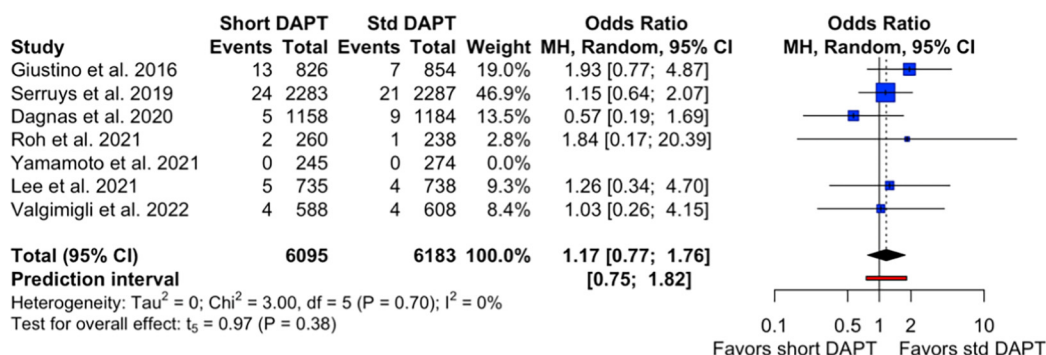 Short DAPT Std DAPT Odds Ratio Odds Ratio
Study Events Total Events Total Weight MH, Random, 95% CI MH, Random, 95% CI
Giustino et al. 2016 13 826 7 854 19.0% 1.93 [0.77; 4.87]
Serruys et al. 2019 24 2283 21 2287 46.9% 1.15 [0.64; 2.07]
Dagnas et al. 2020 5 1158 9 1184 13.5% 0.57 [0.19; 1.69]
Roh et al. 2021 2 260 1 238 2.8% 1.84 [0.17; 20.39]
Yamamoto et al. 2021 0 245 0 274 0.0%
Lee et al. 2021 5 735 4 738 9.3% 1.26 [0.34; 4.70]
Valgimigli et al. 2022 4 588 4 608 8.4% 1.03 [0.26; 4.15]
Total (95% CI) 6095 6183 100.0% 1.17 [0.77; 1.76]
Prediction interval [0.75; 1.82]
Heterogeneity: Tau² = 0; Chi² = 3.00, df = 5 (P = 0.70); I² = 0%
Test for overall effect: t₅ = 0.97 (P = 0.38)
0.1 0.5 1 2 10
Favors short DAPT Favors std DAPT